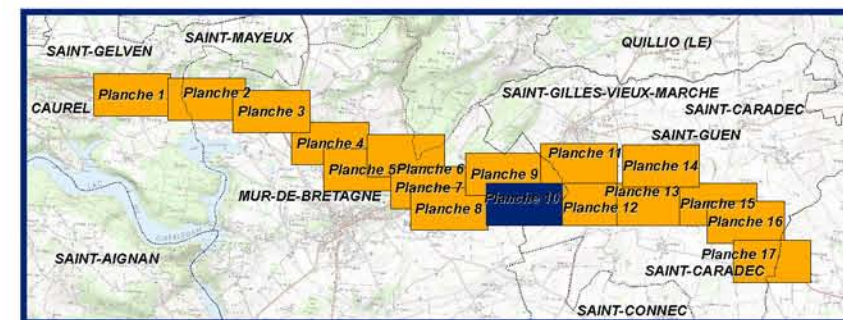 SAINT-MAYEUX
QUILLIO (LE)
SAINT-GELVEN
SAINT-GILLES-VIEUX-MARCHE
Planche 1
Planche 2
CAUREL
Planche 3
SAINT-CARADEC
SAINT-GUEN
Planche 4
Planche 11
Planche 14
Planche 5
Planche 6
Planche 9
MUR-DE-BRETAGNE
Planche 7
Planche 10
Planche 13
Planche 8
Planche 12
Planche 15
Planche 16
SAINT-AIGNAN
Planche 17
SAINT-CARADEC
SAINT-CONNEC